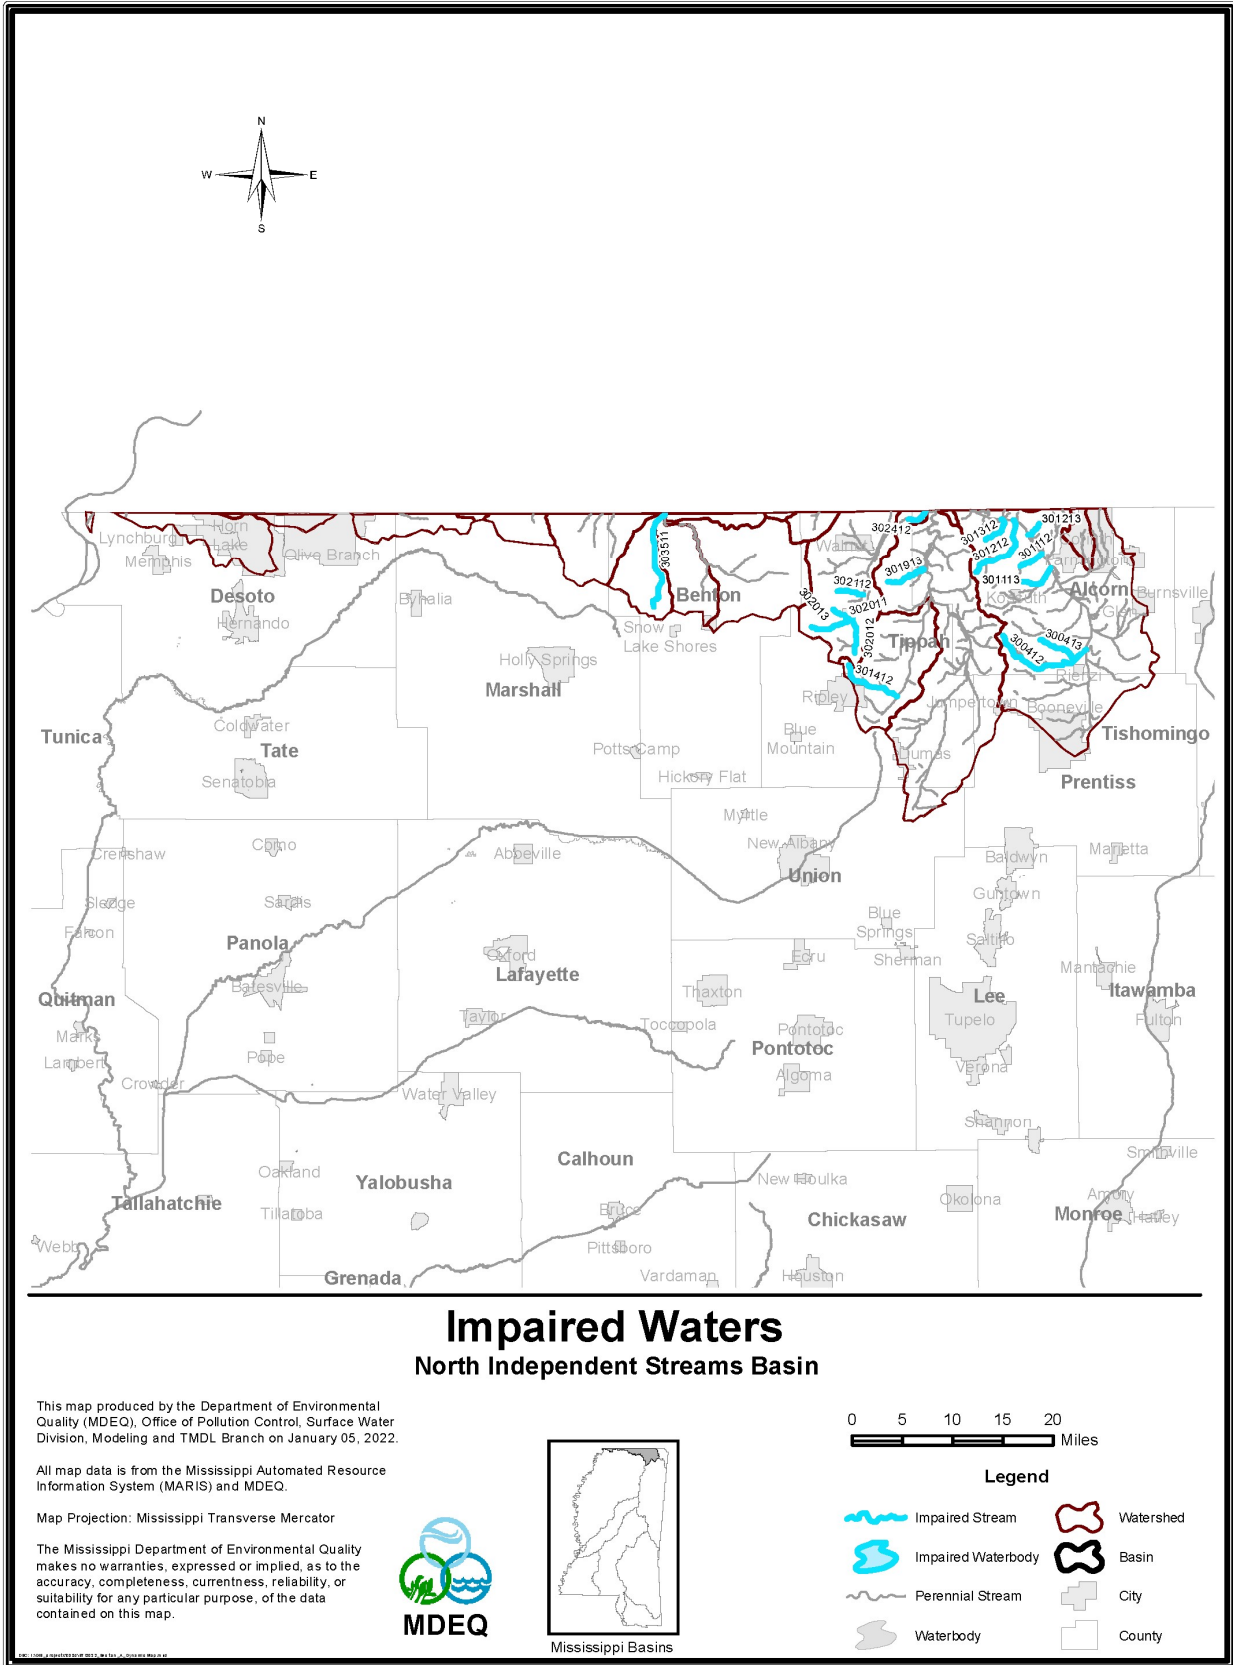 N
W
E
S
Lynchburg
Horn
Lake
Memphis
Olive Branch
Desoto
Hernando
Byhalia
303511
Benton
Snow
Lake Shores
Holly Springs
Marshall
Walnut
302412
301312
301213
301212
301112
301913
301113
302112
302011
302013
302012
Tippah
301412
Kossuth
Farmington
Alcorn
Glen
Burnsville
300412
300413
Rienzi
Ripley
Jumpertown
Booneville
Blue
Mountain
Dumas
Tishomingo
Prentiss
Tunica
Coldwater
Tate
Senatobia
Potts Camp
Hickory Flat
Myrtle
New Albany
Union
Baldwyn
Marietta
Guntown
Crenshaw
Como
Abbeville
Sledge
Sardis
Falcon
Panola
Oxford
Lafayette
Blue
Springs
Sherman
Saltillo
Ecru
Mantachie
Batesville
Quitman
Thaxton
Lee
Itawamba
Tupelo
Fulton
Marks
Taylor
Toccopola
Pontotoc
Pontotoc
Lambert
Pope
Algoma
Verona
Crowder
Water Valley
Shannon
Oakland
Calhoun
Smithville
Yalobusha
New Houlka
Okolona
Amory
Tallahatchie
Tillatoba
Bruce
Chickasaw
Monroe
Hatley
Webb
Pittsboro
Grenada
Vardaman
Houston
Impaired Waters
North Independent Streams Basin
This map produced by the Department of Environmental
Quality (MDEQ), Office of Pollution Control, Surface Water
Division, Modeling and TMDL Branch on January 05, 2022.
All map data is from the Mississippi Automated Resource
Information System (MARIS) and MDEQ.
Map Projection: Mississippi Transverse Mercator
The Mississippi Department of Environmental Quality
makes no warranties, expressed or implied, as to the
accuracy, completeness, currentness, reliability, or
suitability for any particular purpose, of the data
contained on this map.
MDEQ
Mississippi Basins
0 5 10 15 20
Miles
Legend
Impaired Stream
Watershed
Impaired Waterbody
Basin
Perennial Stream
City
Waterbody
County